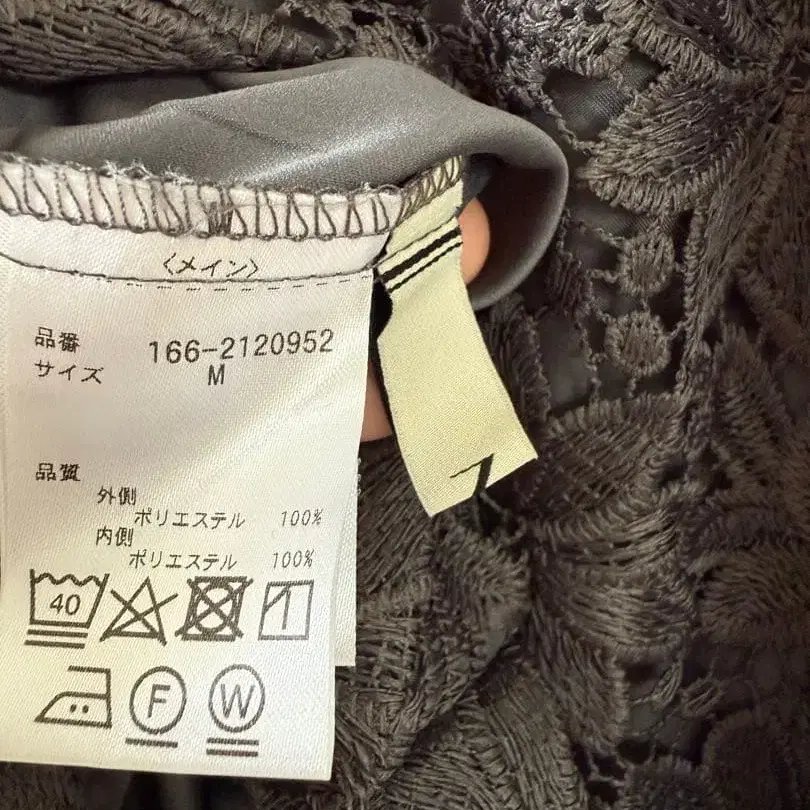 〈メイン〉
品番 166-2120952
サイズ M
品質
外側
ポリエステル 100%
内側
ポリエステル 100%
40
F
W